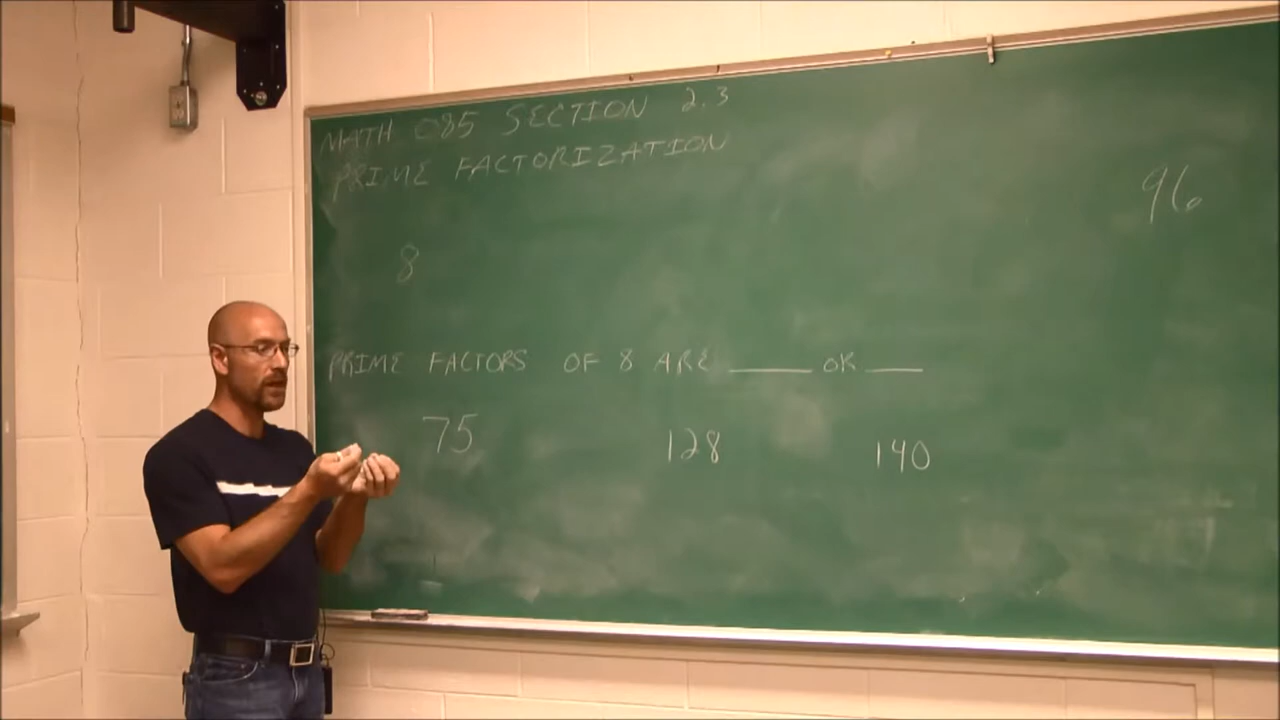 MATH 085 SECTION 2.3
PRIME FACTORIZATION
96
8
PRIME FACTORS OF 8 ARE ______ OR ____
75 128 140